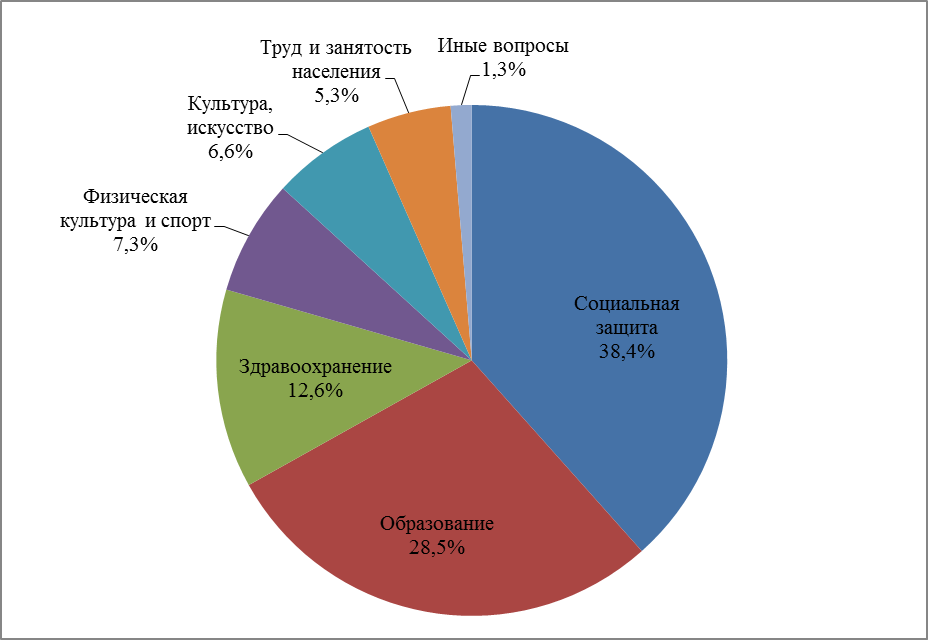 Труд и занятость
населения
5,3%
Иные вопросы
1,3%
Культура,
искусство
6,6%
Физическая
культура и спорт
7,3%
Социальная
защита
38,4%
Здравоохранение
12,6%
Образование
28,5%